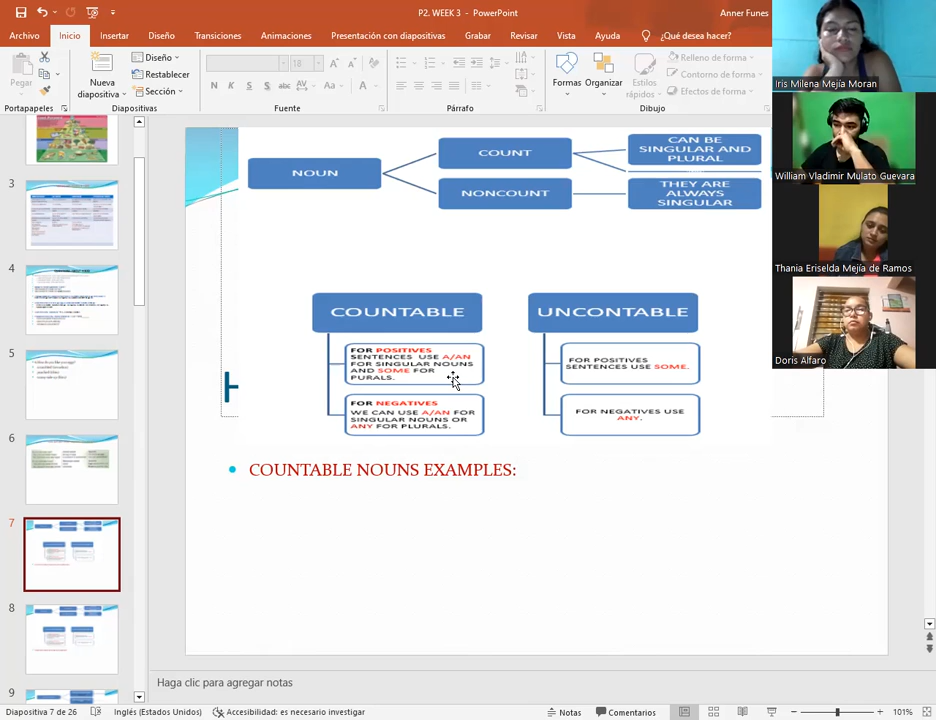 P2. WEEK 3 - PowerPoint
Anner Funes
Archivo
Inicio
Insertar
Diseño
Transiciones
Animaciones
Presentación con diapositivas
Grabar
Revisar
Vista
Ayuda
¿Qué desea hacer?
Pegar
Nueva
diapositiva
Diseño
Restablecer
Sección
18
N K S S abc AV Aa A
Formas
Organizar
Estilos
rápidos
Relleno de forma
Contorno de forma
Efectos de forma
Portapapeles
Diapositivas
Fuente
Párrafo
Dibujo
Iris Milena Mejía Moran
William Vladimir Mulato Guevara
Thania Eriselda Mejía de Ramos
Doris Alfaro
3
4
5
6
7
8
9
NOUN
COUNT
NONCOUNT
CAN BE
SINGULAR AND
PLURAL
THEY ARE
ALWAYS
SINGULAR
H
COUNTABLE
FOR POSITIVES
SENTENCES USE A/AN
FOR SINGULAR NOUNS
AND SOME FOR
PURALS.
FOR NEGATIVES
WE CAN USE A/AN FOR
SINGULAR NOUNS OR
ANY FOR PLURALS.
UNCONTABLE
FOR POSITIVES
SENTENCES USE SOME.
FOR NEGATIVES USE
ANY.
COUNTABLE NOUNS EXAMPLES:
Haga clic para agregar notas
Diapositiva 7 de 26
Inglés (Estados Unidos)
Accesibilidad: es necesario investigar
Notas
Comentarios
101%